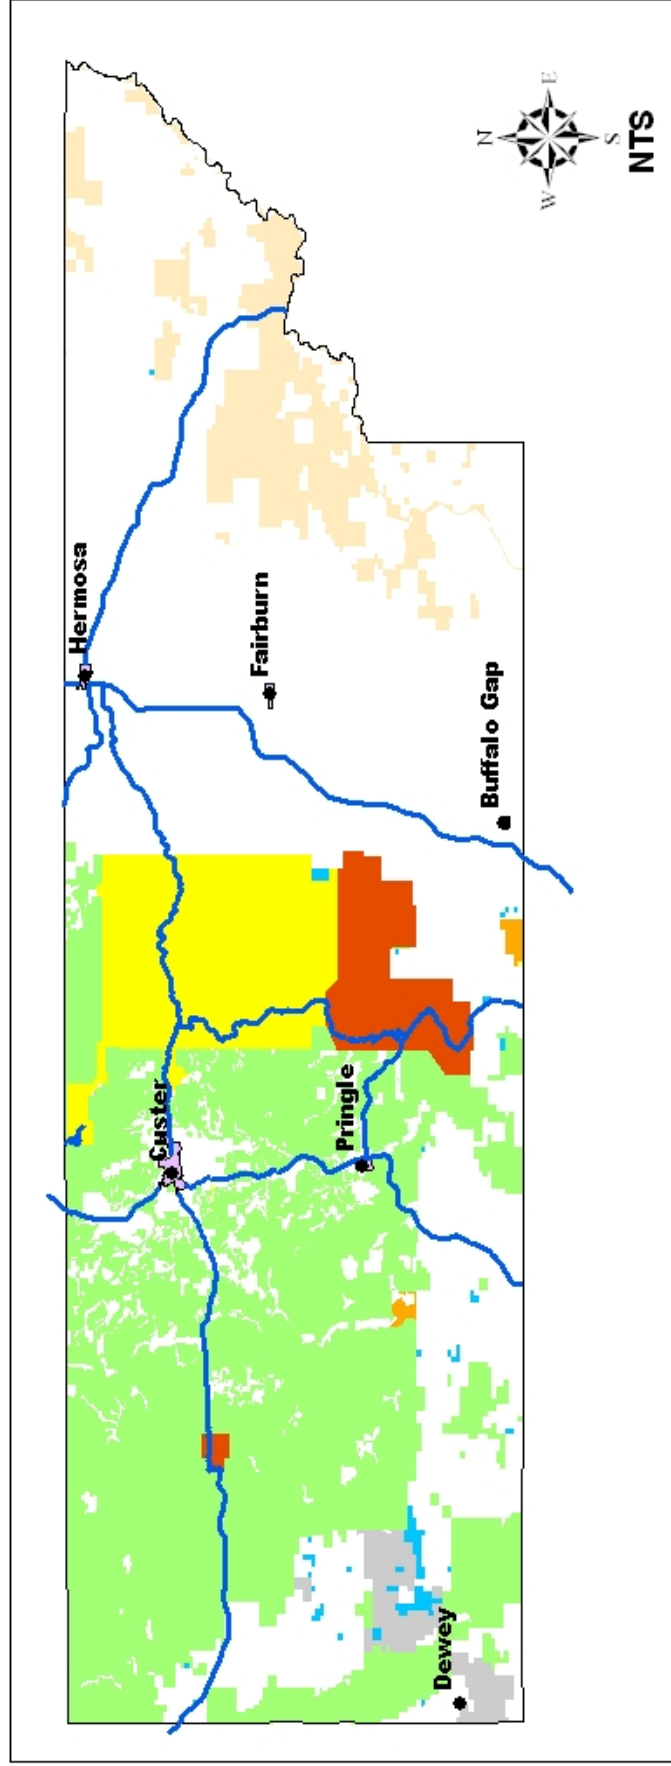 Hermosa
Fairburn
Buffalo Gap
Custer
Pringle
Dewey
N
W
E
S
NTS